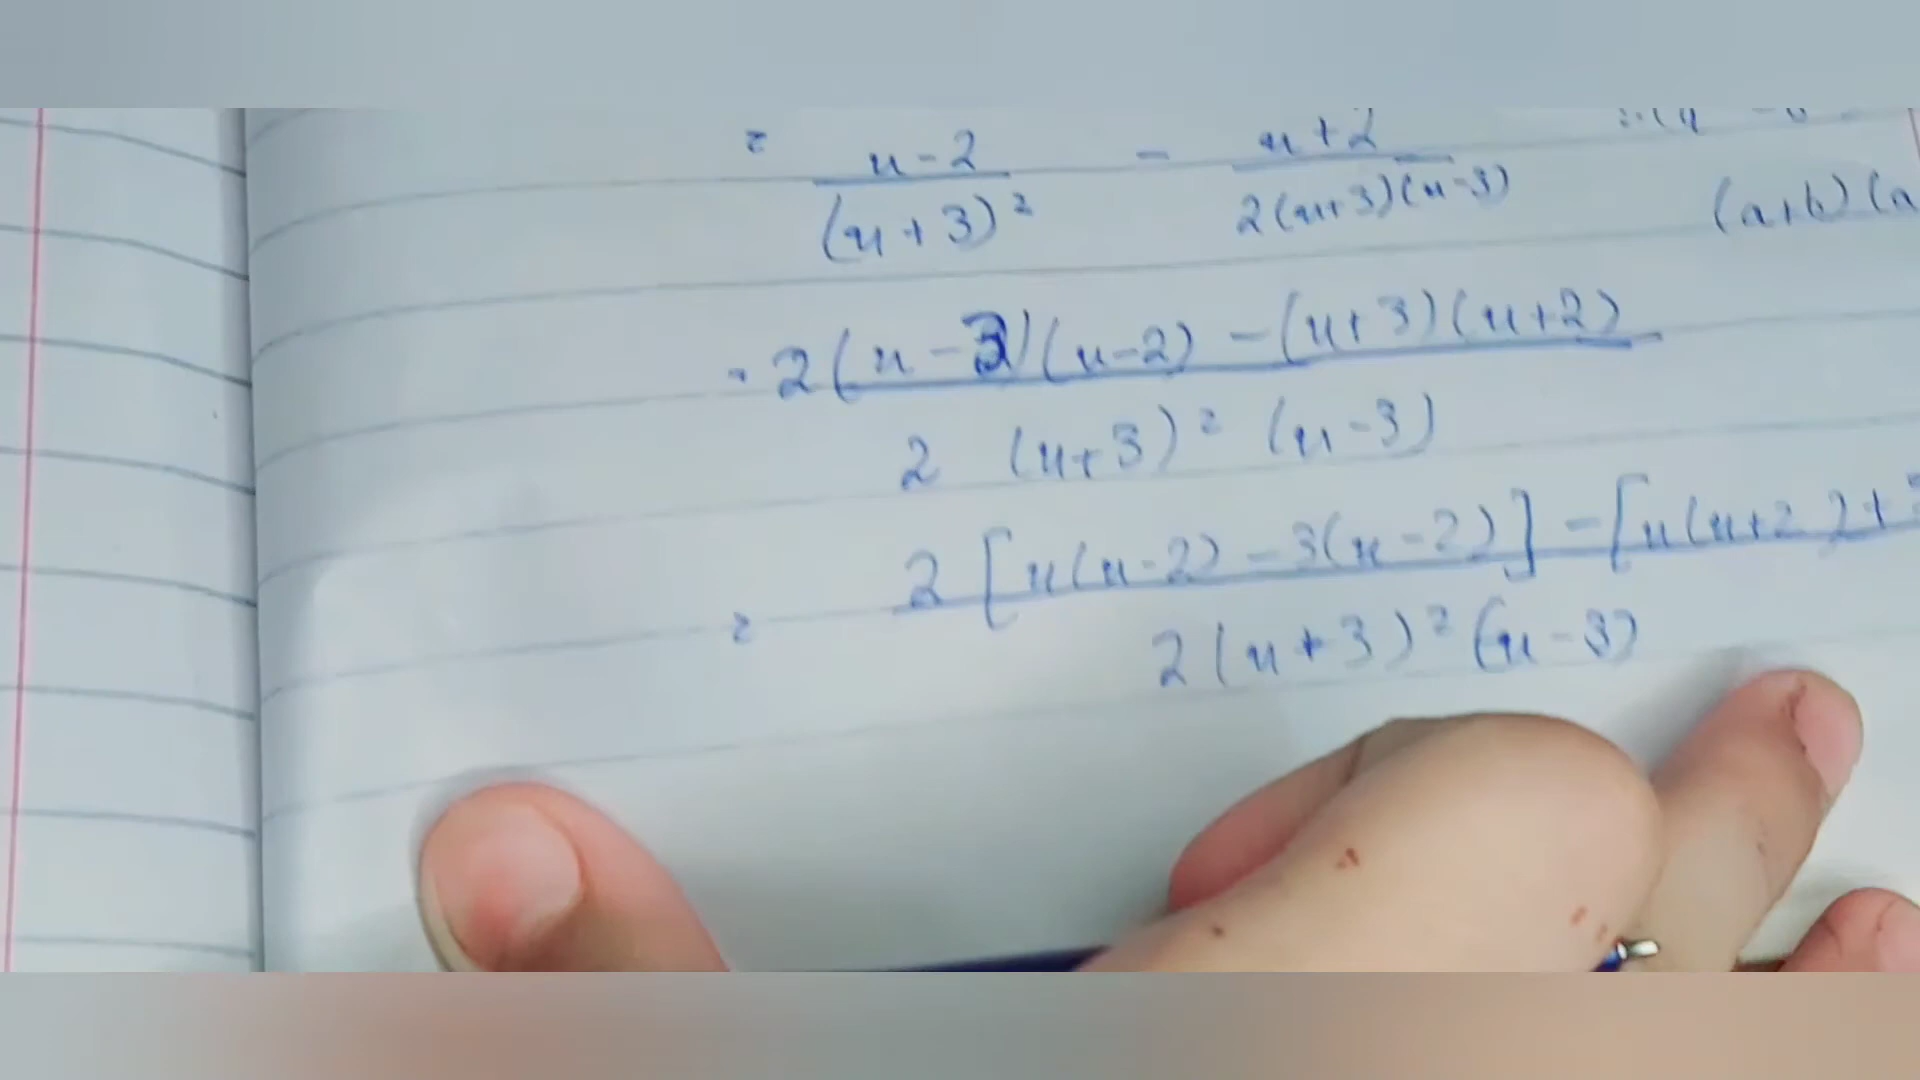 = u-2 / (u+3)² - u+2 / 2(u+3)(u-3)
(a+b)(a
= 2(u-3)(u-2) - (u+3)(u+2) / 2 (u+3)² (u-3)
= 2[u(u-2) - 3(u-2)] - [u(u+2)+ / 2(u+3)²(u-3)